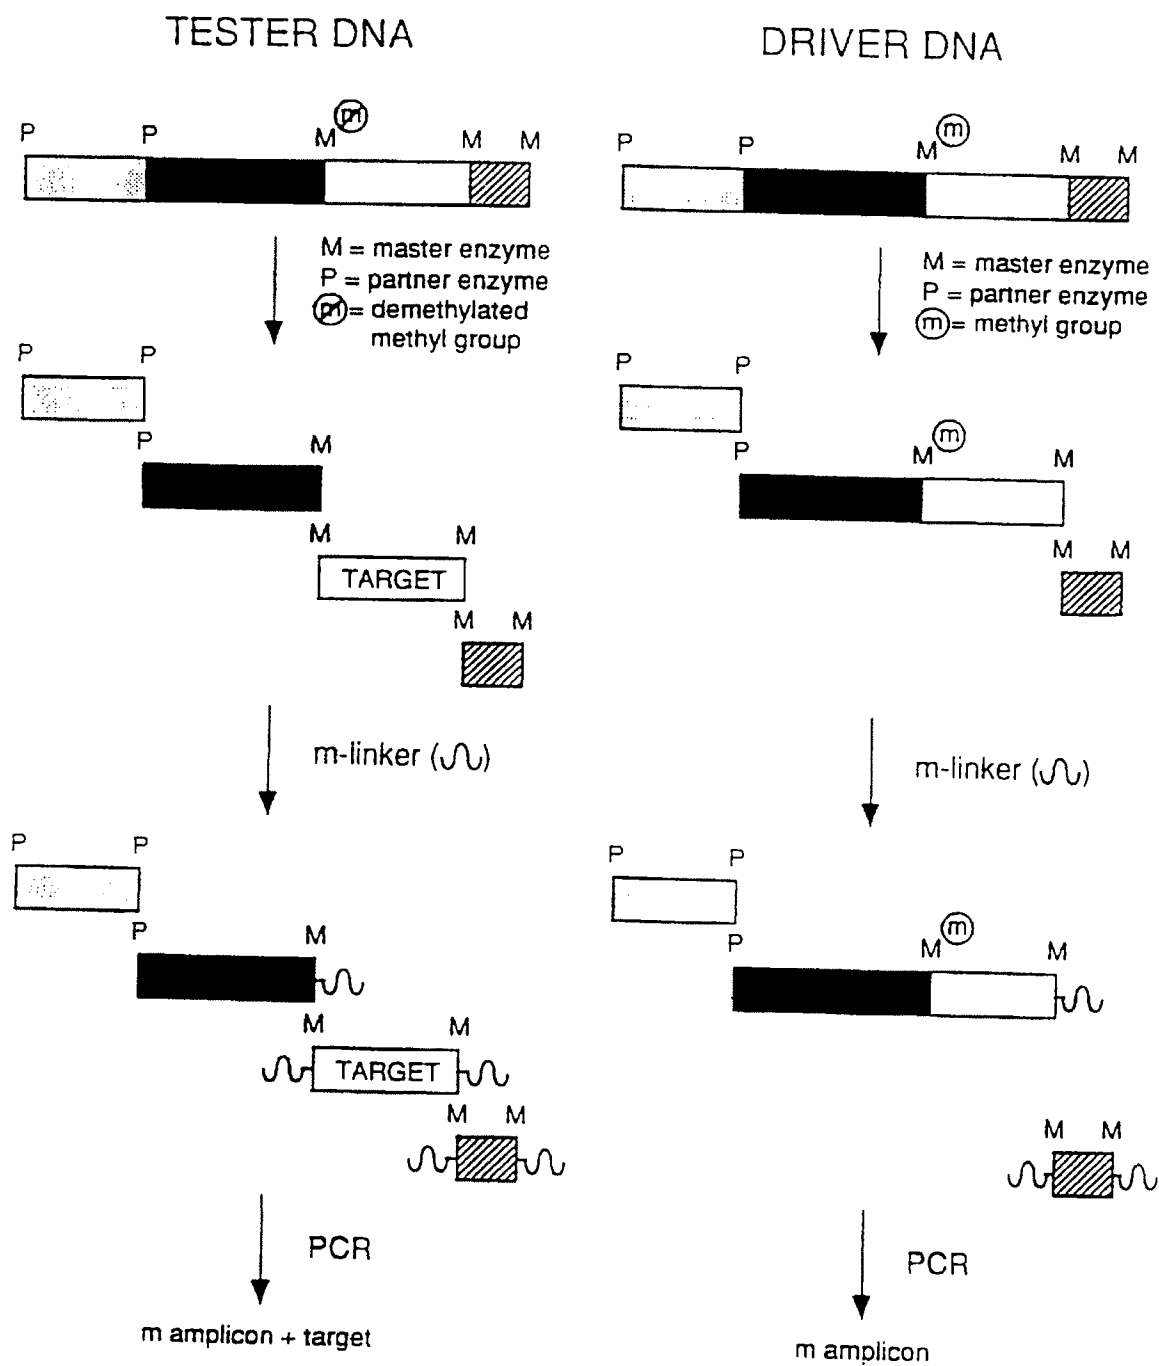 TESTER DNA
P P M m M M
M = master enzyme
P = partner enzyme
m = demethylated
methyl group
P P
P M
M M
TARGET
M M
m-linker ( )
P P
P M
M M
TARGET
M M
PCR
m amplicon + target
DRIVER DNA
P P M m M M
M = master enzyme
P = partner enzyme
m = methyl group
P P
P M m M
M M
m-linker ( )
P P
P M m M
M M
PCR
m amplicon